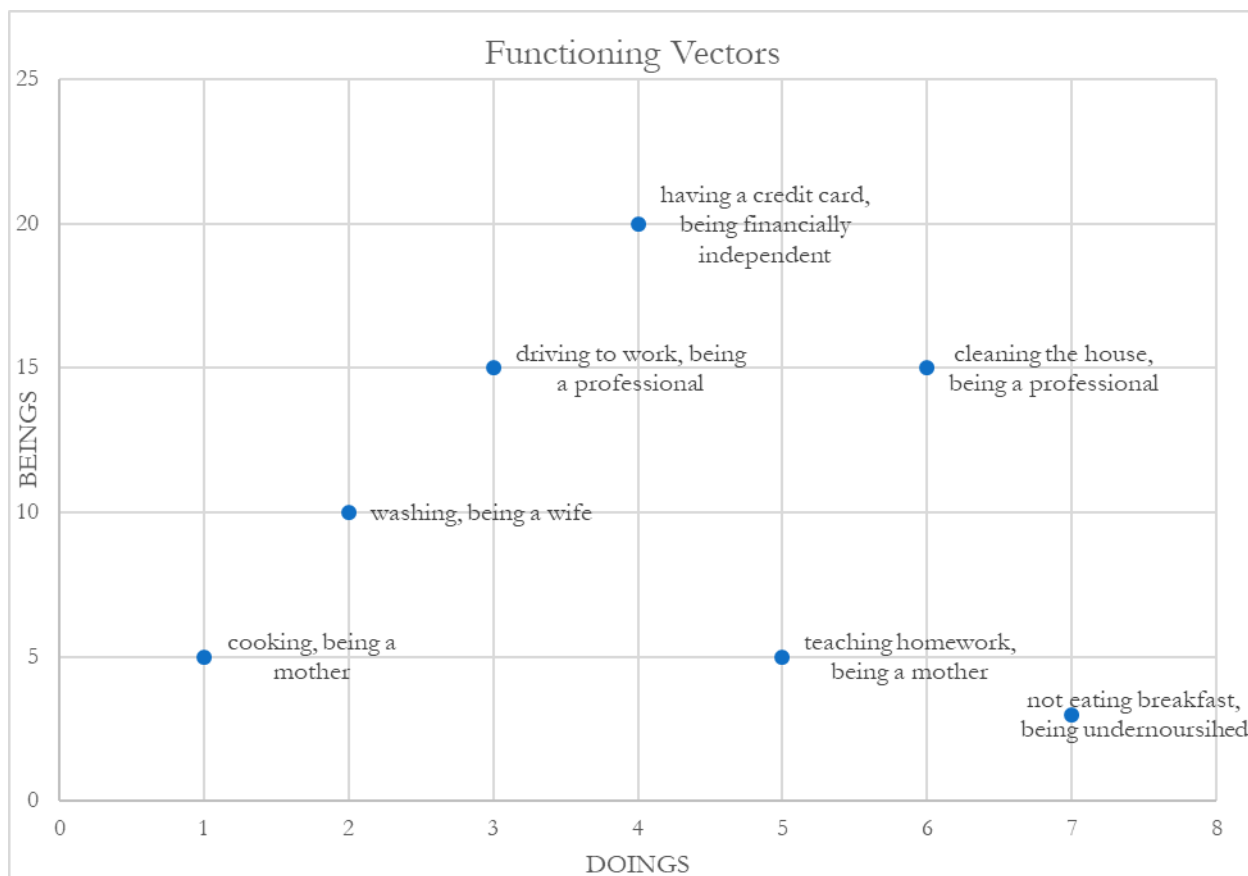 Functioning Vectors
25
20
15
10
5
0
BEINGS
having a credit card,
being financially
independent
driving to work, being
a professional
cleaning the house,
being a professional
washing, being a wife
cooking, being a
mother
teaching homework,
being a mother
not eating breakfast,
being undernoursihed
0 1 2 3 4 5 6 7 8
DOINGS